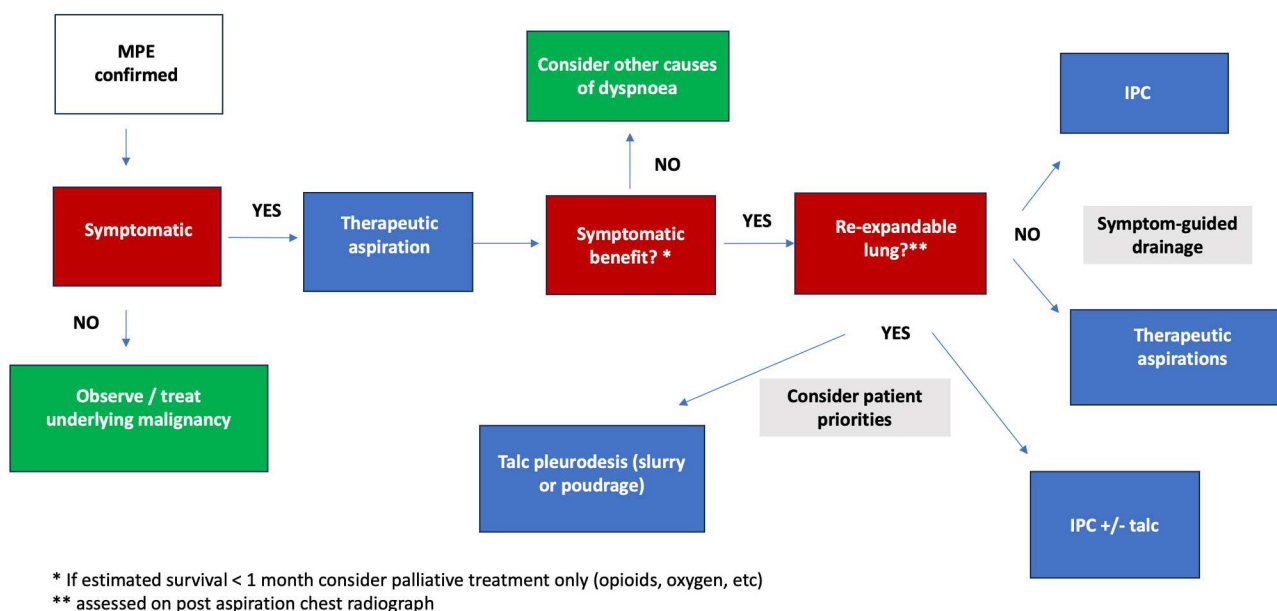 MPE
confirmed
Symptomatic
YES
NO
Observe / treat
underlying malignancy
Therapeutic
aspiration
Symptomatic
benefit? *
NO
Consider other causes
of dyspnoea
YES
Re-expandable
lung?**
NO
IPC
Symptom-guided
drainage
Therapeutic
aspirations
YES
Consider patient
priorities
Talc pleurodesis (slurry
or poudrage)
IPC +/- talc
* If estimated survival < 1 month consider palliative treatment only (opioids, oxygen, etc)
** assessed on post aspiration chest radiograph